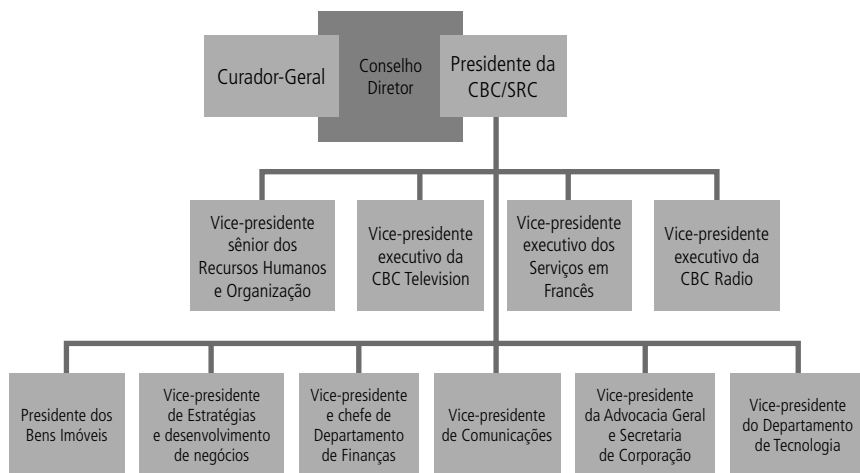 Curador-Geral
Conselho
Diretor
Presidente da
CBC/SRC
Vice-presidente
sênior dos
Recursos Humanos
e Organização
Vice-presidente
executivo da
CBC Television
Vice-presidente
executivo dos
Serviços em
Francês
Vice-presidente
executivo da
CBC Radio
Presidente dos
Bens Imóveis
Vice-presidente
de Estratégias
e desenvolvimento
de negócios
Vice-presidente
e chefe de
Departamento
de Finanças
Vice-presidente
de Comunicações
Vice-presidente
da Advocacia Geral
e Secretaria
de Corporação
Vice-presidente
do Departamento
de Tecnologia